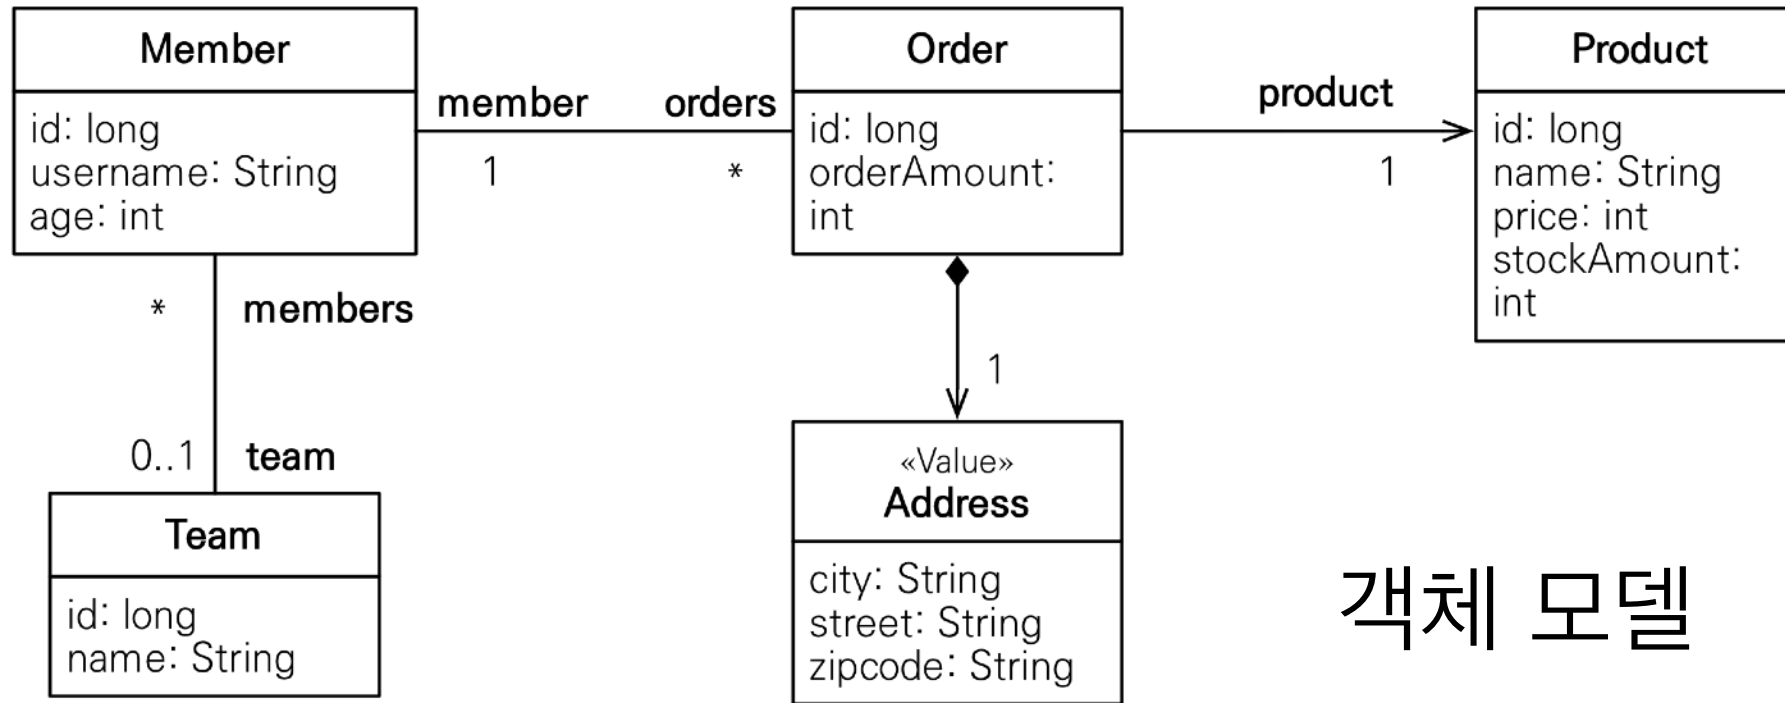 Member
id: long
username: String
age: int
member
1
orders
*
Order
id: long
orderAmount:
int
product
1
Product
id: long
name: String
price: int
stockAmount:
int
*
members
0..1
team
Team
id: long
name: String
1
«Value»
Address
city: String
street: String
zipcode: String
객체 모델